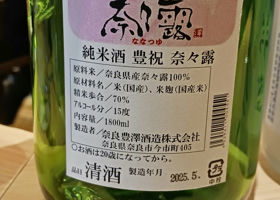 奈々露
ななつゆ
純米酒 豊祝 奈々露
原料米/奈良県産奈々露100%
原材料名/米(国産)、米麹(国産米)
精米歩合/70%
アルコール分/15度
内容量/1800ml
製造者/奈良豊澤酒造株式会社
奈良県奈良市今市町405
○お酒は20歳になってから。
品目 清酒 製造年月 2025.5.